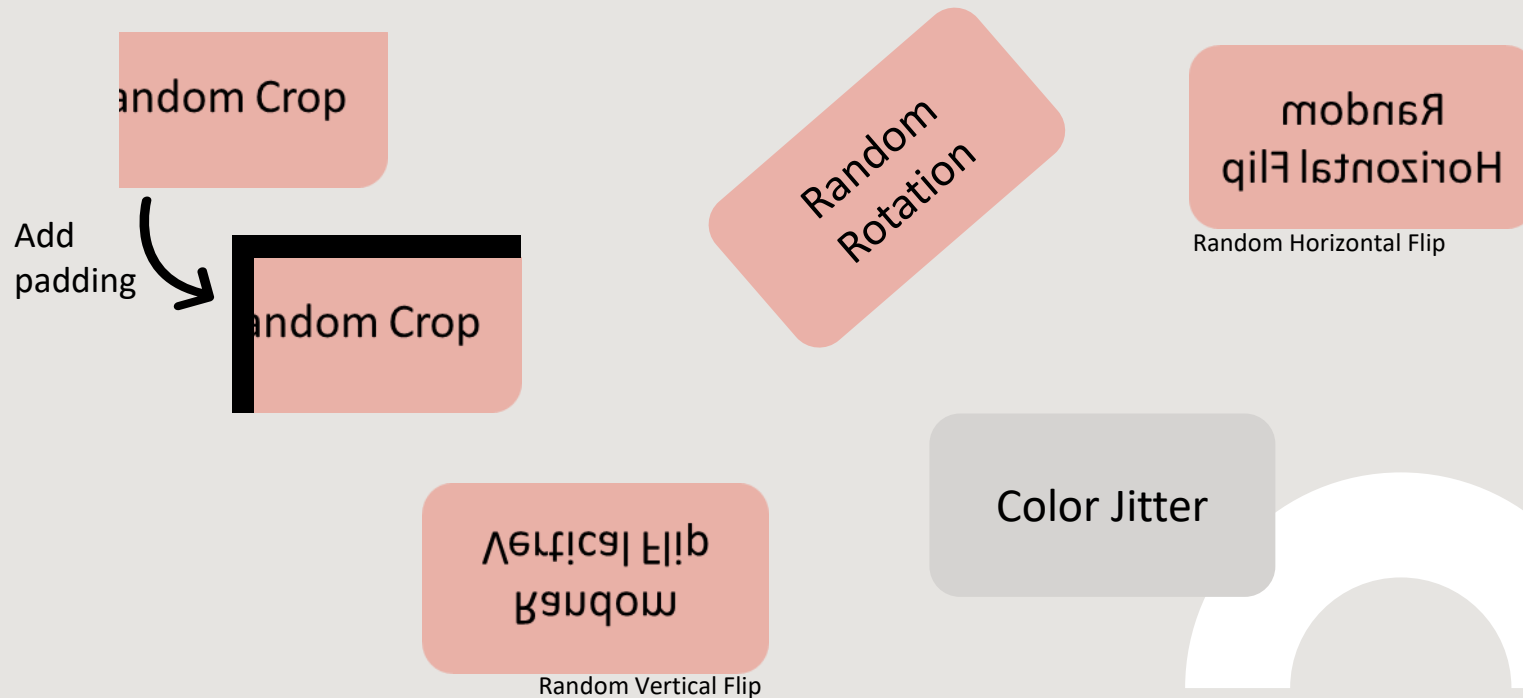 andom Crop
Add
padding
andom Crop
Random
Rotation
Random
Horizontal Flip
Random Horizontal Flip
Color Jitter
Vertical Flip
Random
Random Vertical Flip